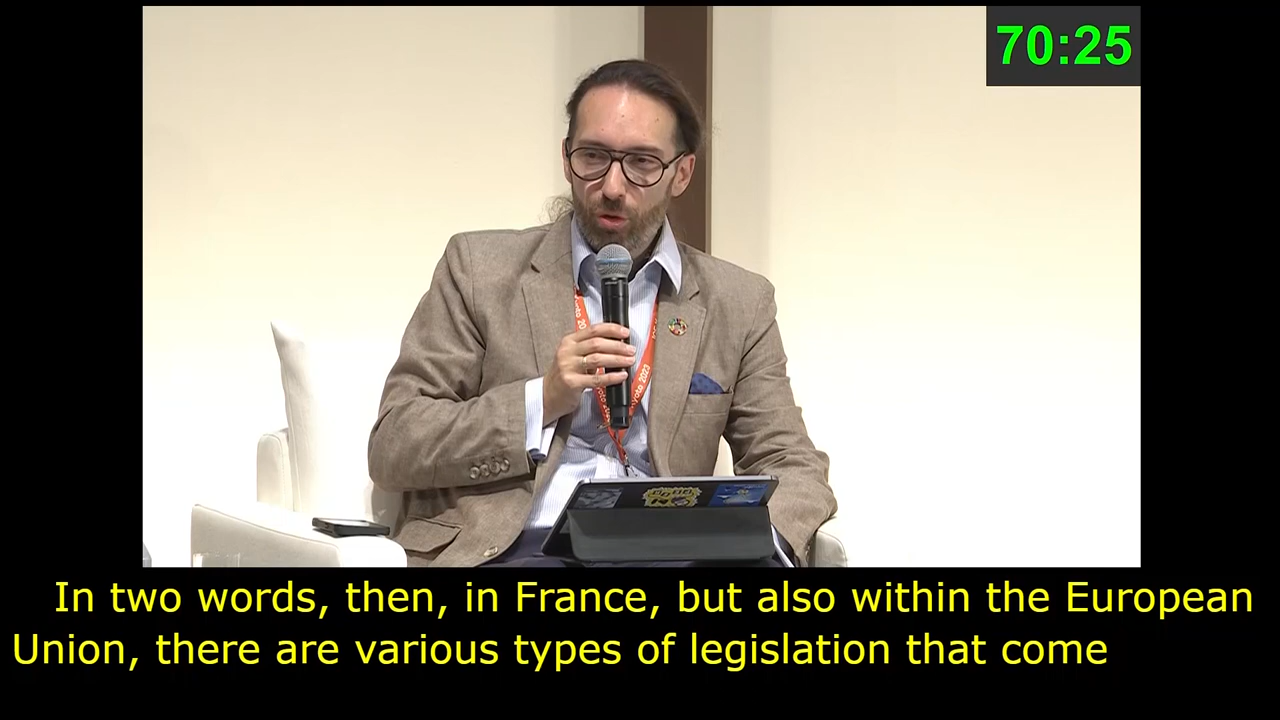 70:25
In two words, then, in France, but also within the European
Union, there are various types of legislation that come